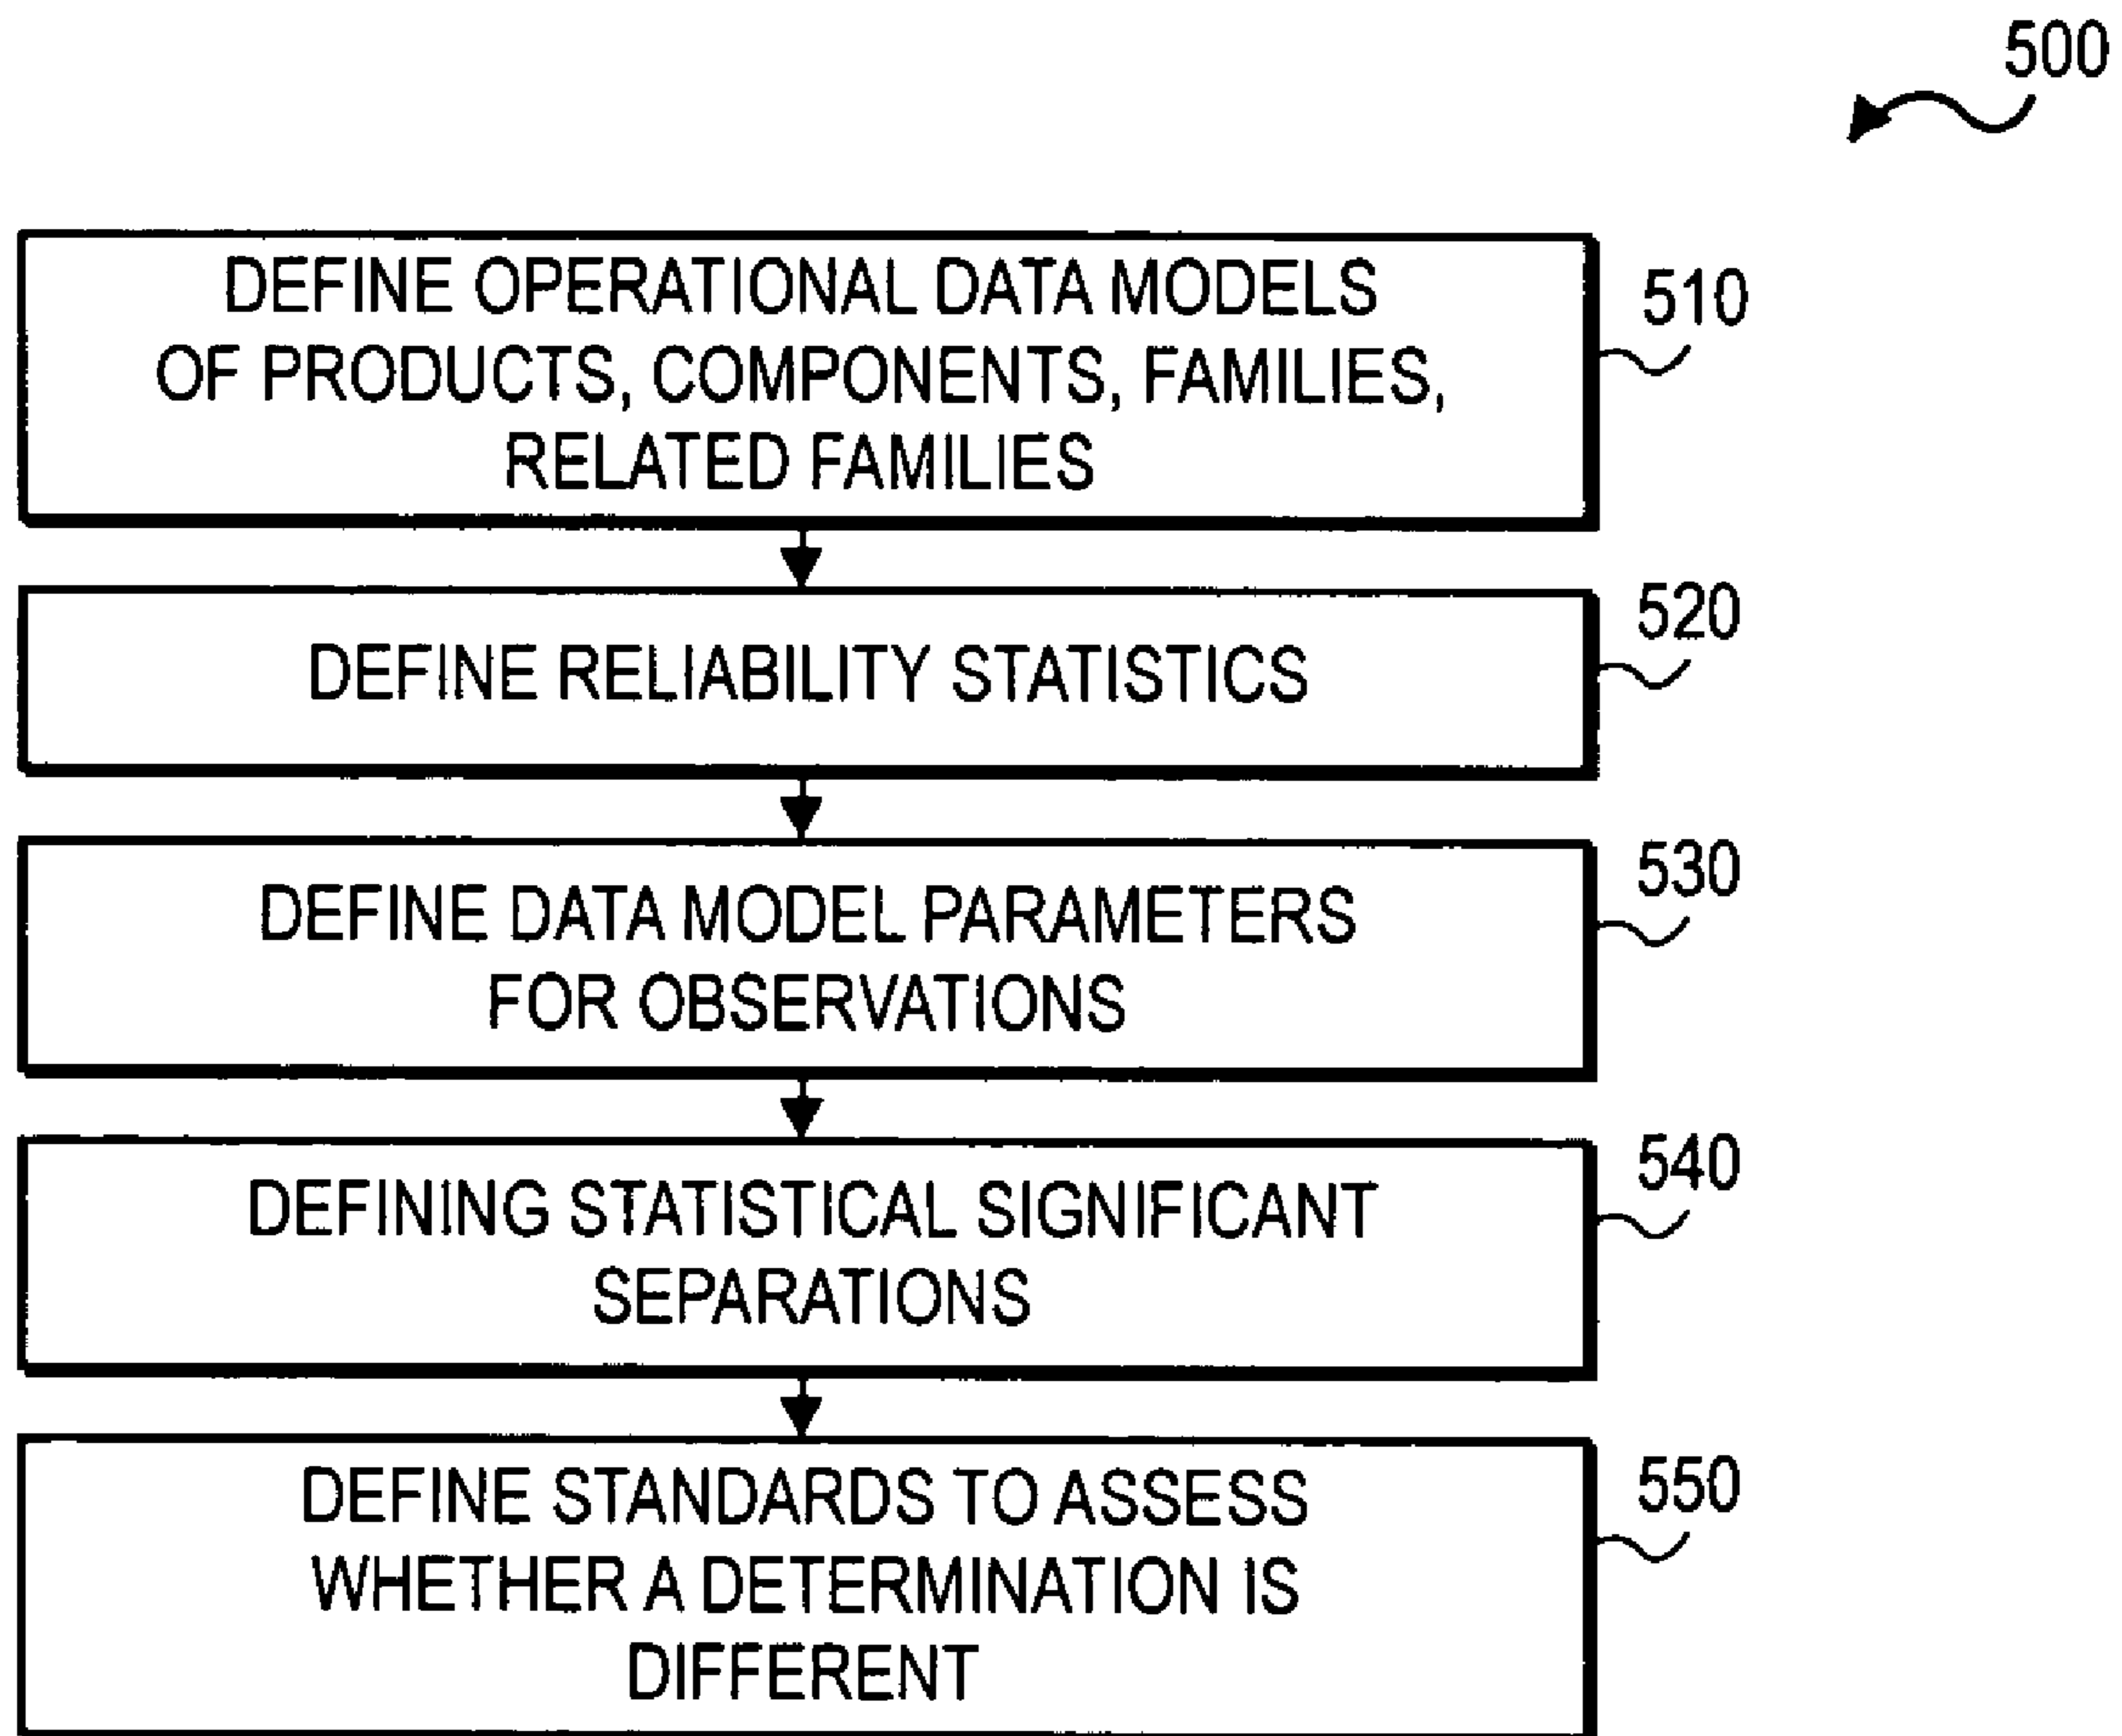 500
DEFINE OPERATIONAL DATA MODELS
OF PRODUCTS, COMPONENTS, FAMILIES,
RELATED FAMILIES
510
DEFINE RELIABILITY STATISTICS
520
DEFINE DATA MODEL PARAMETERS
FOR OBSERVATIONS
530
DEFINING STATISTICAL SIGNIFICANT
SEPARATIONS
540
DEFINE STANDARDS TO ASSESS
WHETHER A DETERMINATION IS
DIFFERENT
550